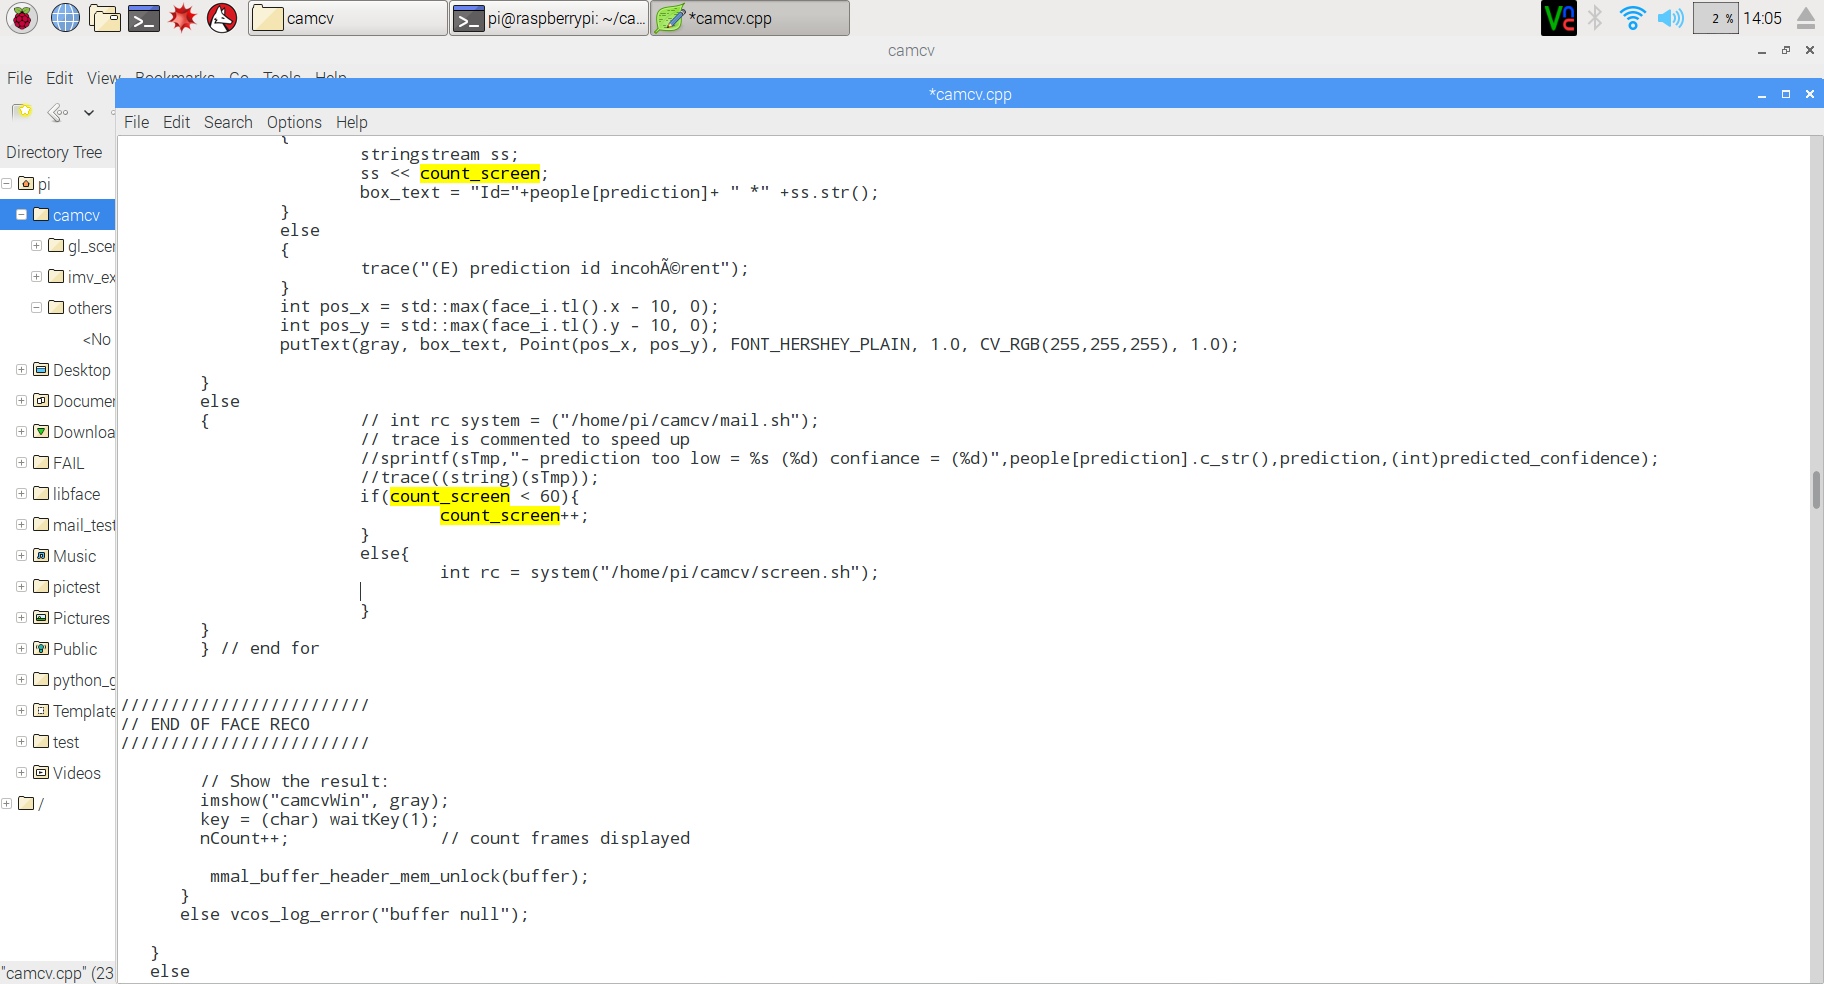 camcv
pi@raspberrypi: ~/ca...
*camcv.cpp
2 %
14:05
camcv
File Edit View Bookmarks Go Tools Help
*camcv.cpp
File Edit Search Options Help
Directory Tree
pi
camcv
gl_scer
imv_ex
others
<No
Desktop
Documer
Downloa
FAIL
libface
mail_test
Music
pictest
Pictures
Public
python_g
Template
test
Videos
/
"camcv.cpp" (23
{
stringstream ss;
ss << count_screen;
box_text = "Id="+people[prediction]+ " *" +ss.str();
}
else
{
trace("(E) prediction id incohÃ©rent");
}
int pos_x = std::max(face_i.tl().x - 10, 0);
int pos_y = std::max(face_i.tl().y - 10, 0);
putText(gray, box_text, Point(pos_x, pos_y), FONT_HERSHEY_PLAIN, 1.0, CV_RGB(255,255,255), 1.0);
}
else
{ // int rc system = ("/home/pi/camcv/mail.sh");
// trace is commented to speed up
//sprintf(sTmp,"- prediction too low = %s (%d) confiance = (%d)",people[prediction].c_str(),prediction,(int)predicted_confidence);
//trace((string)(sTmp));
if(count_screen < 60){
count_screen++;
}
else{
int rc = system("/home/pi/camcv/screen.sh");
}
}
} // end for
/////////////////////////
// END OF FACE RECO
/////////////////////////
// Show the result:
imshow("camcvWin", gray);
key = (char) waitKey(1);
nCount++; // count frames displayed
mmal_buffer_header_mem_unlock(buffer);
}
else vcos_log_error("buffer null");
}
else